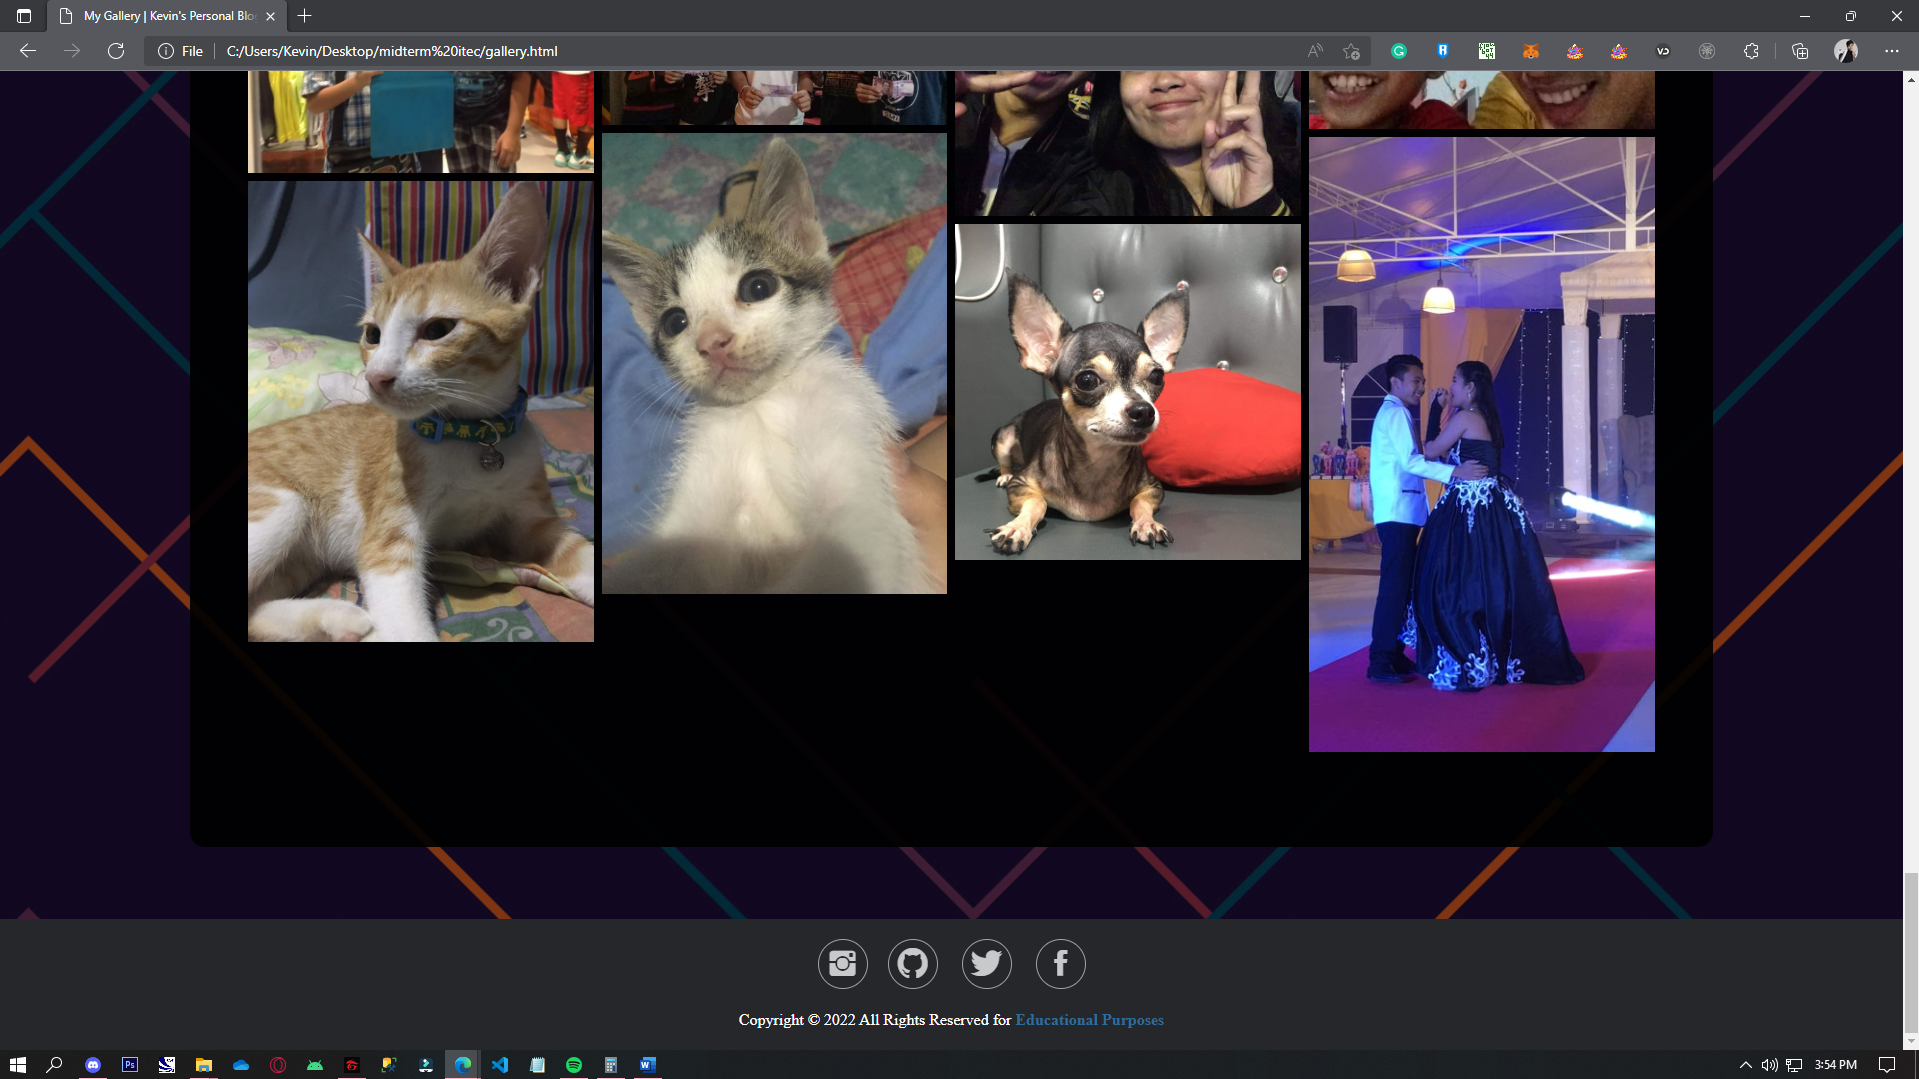 My Gallery | Kevin's Personal Blo
File
C:/Users/Kevin/Desktop/midterm%20itec/gallery.html
Copyright © 2022 All Rights Reserved for Educational Purposes
3:54 PM